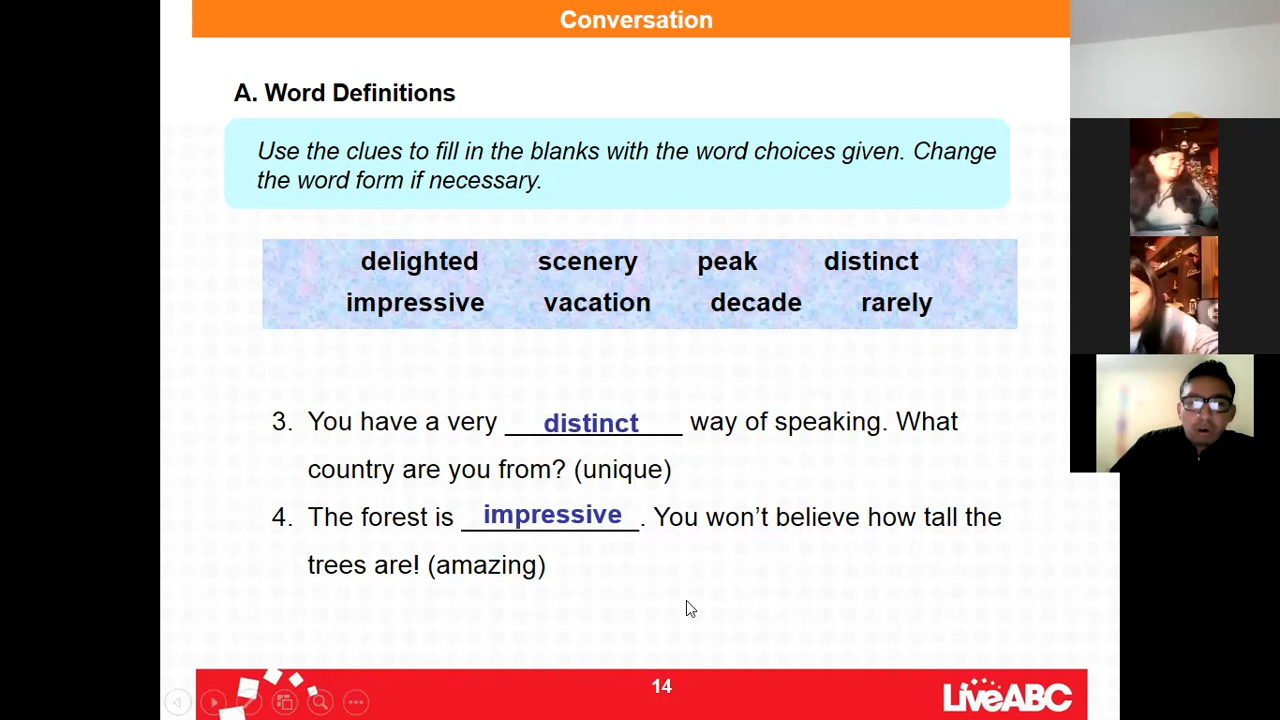 Conversation
A. Word Definitions
Use the clues to fill in the blanks with the word choices given. Change
the word form if necessary.
delighted scenery peak distinct
impressive vacation decade rarely
3. You have a very distinct way of speaking. What
country are you from? (unique)
4. The forest is impressive. You won’t believe how tall the
trees are! (amazing)
14
LiveABC